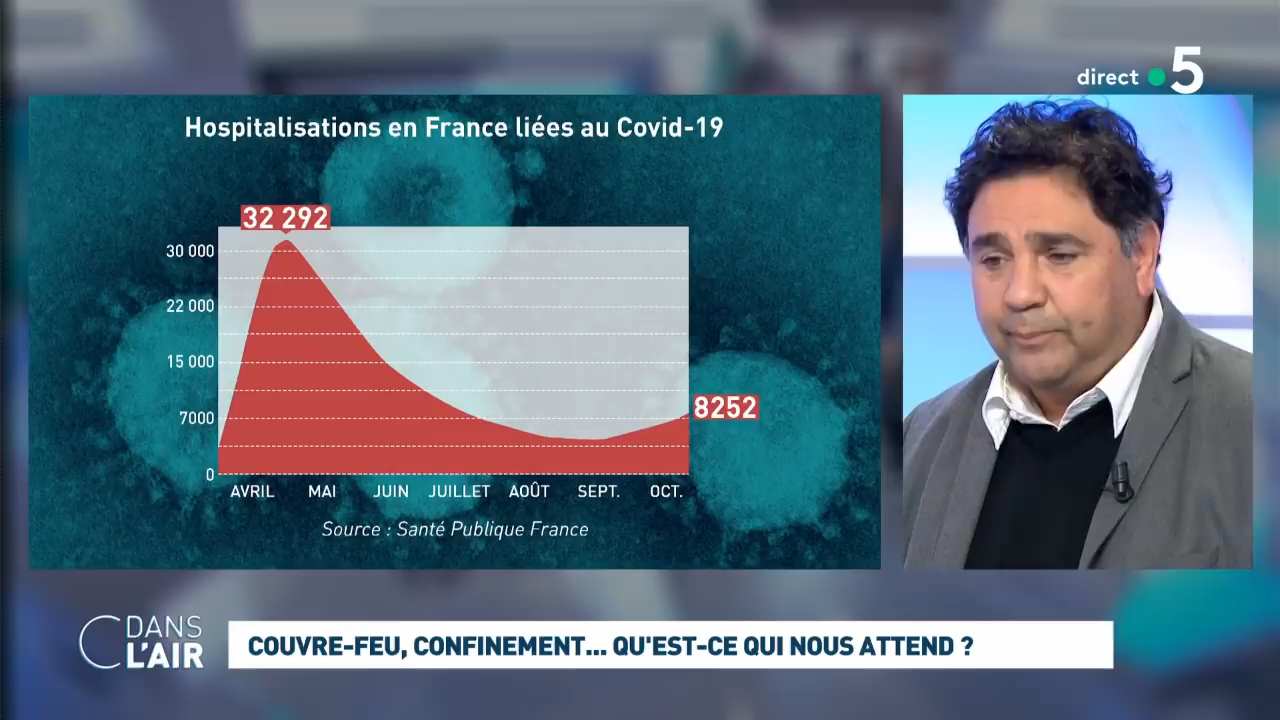 direct 5
Hospitalisations en France liées au Covid-19
32 292
30 000
22 000
15 000
7000
0
8252
AVRIL MAI JUIN JUILLET AOÛT SEPT. OCT.
Source : Santé Publique France
C DANS L'AIR
COUVRE-FEU, CONFINEMENT... QU'EST-CE QUI NOUS ATTEND ?